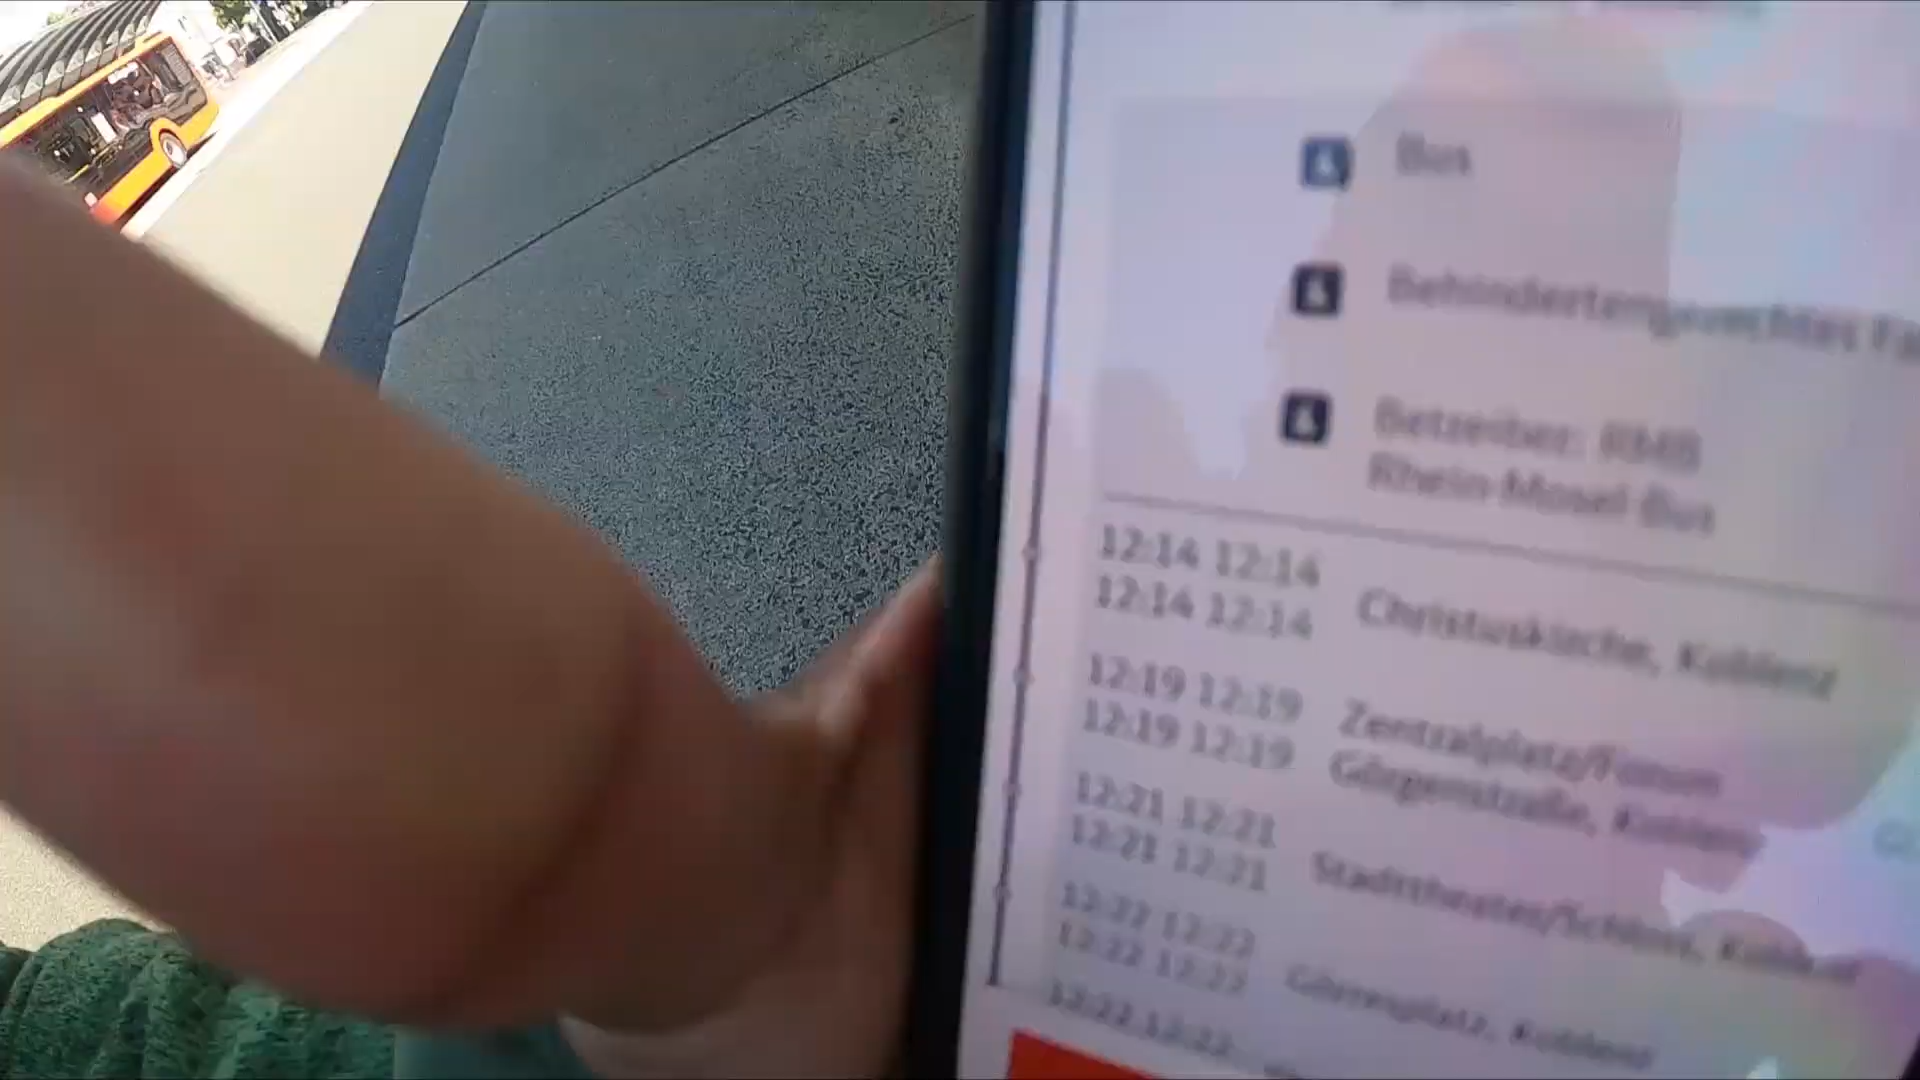 Bus
Behindertengerechtes Fa
Betreiber: RMB
Rhein-Mosel-Bus
12:14 12:14
12:14 12:14
Christuskirche, Koblenz
12:19 12:19
12:19 12:19
Zentralplatz/Forum
Görgenstraße, Koblenz
12:21 12:21
12:21 12:21
Stadttheater/Schloss, Koblenz
12:22 12:22
12:22 12:22
Görresplatz, Koblenz
12:22 12:22